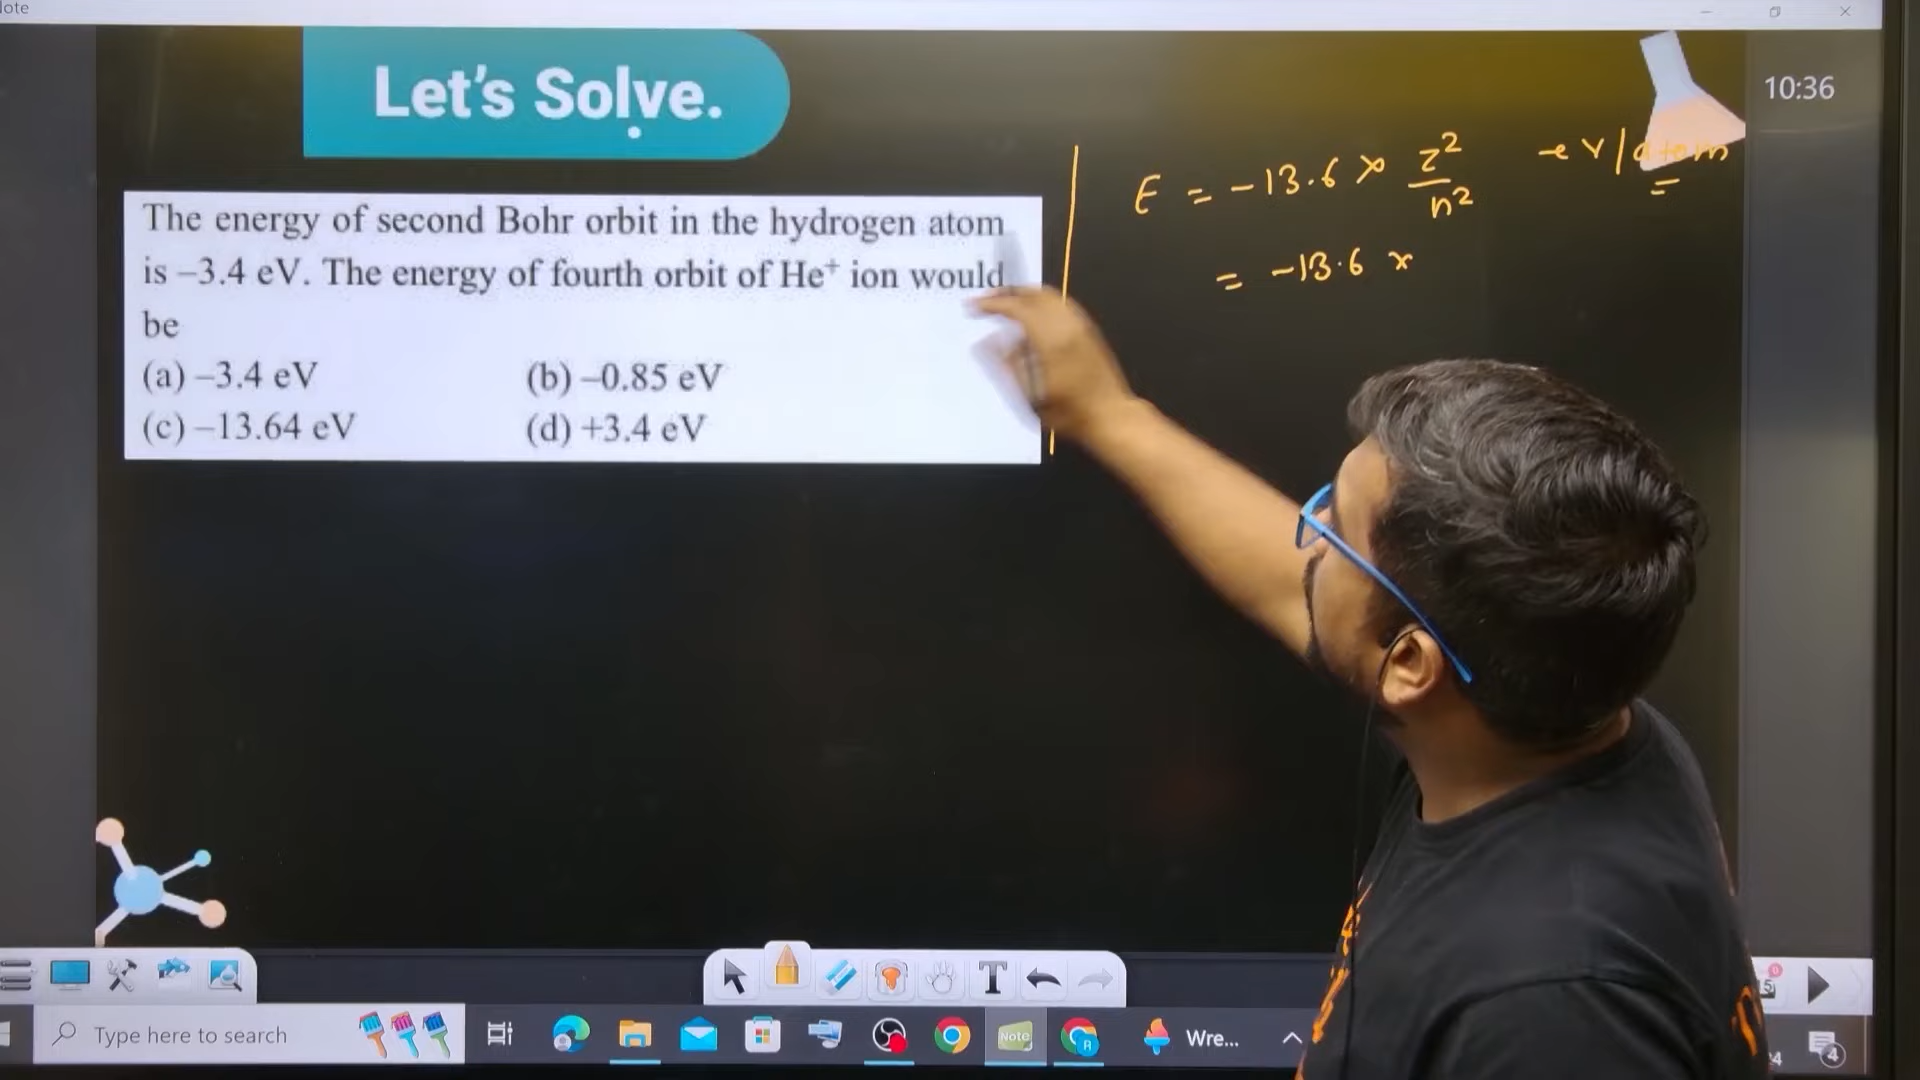 Let's Solve.
10:36
The energy of second Bohr orbit in the hydrogen atom
is –3.4 eV. The energy of fourth orbit of He⁺ ion would
be
(a) –3.4 eV (b) –0.85 eV
(c) –13.64 eV (d) +3.4 eV
E = -13.6 × z²/n² eV/atom
= -13.6 ×
T
Type here to search
Note
Wre...
4